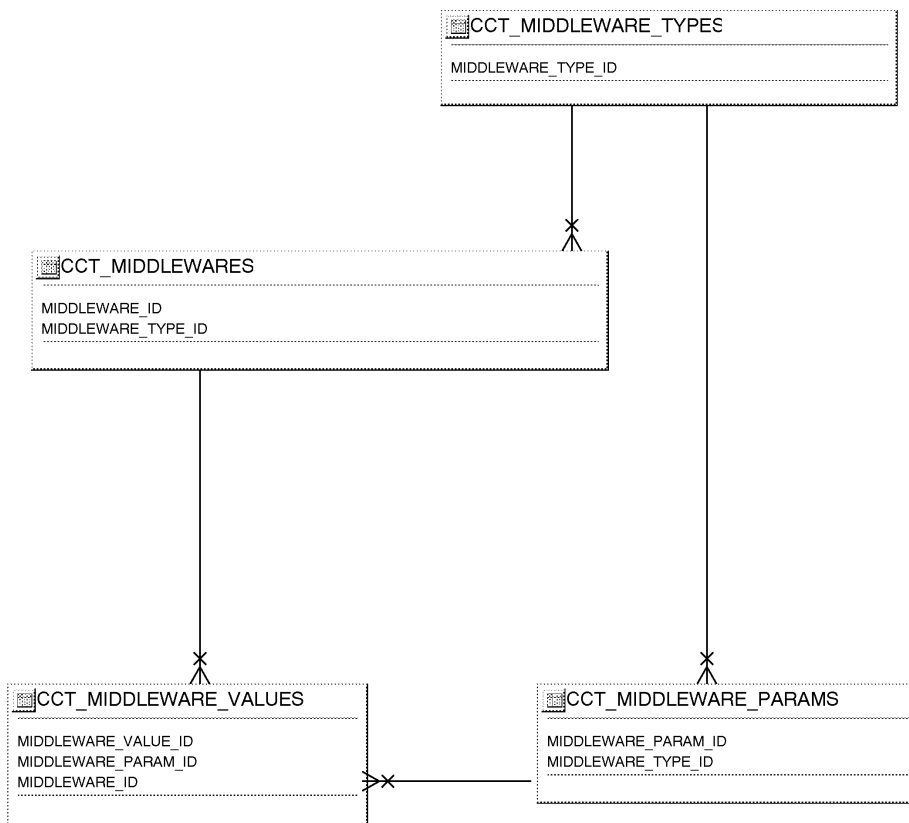 CCT_MIDDLEWARE_TYPES
MIDDLEWARE_TYPE_ID
CCT_MIDDLEWARES
MIDDLEWARE_ID
MIDDLEWARE_TYPE_ID
CCT_MIDDLEWARE_VALUES
MIDDLEWARE_VALUE_ID
MIDDLEWARE_PARAM_ID
MIDDLEWARE_ID
CCT_MIDDLEWARE_PARAMS
MIDDLEWARE_PARAM_ID
MIDDLEWARE_TYPE_ID